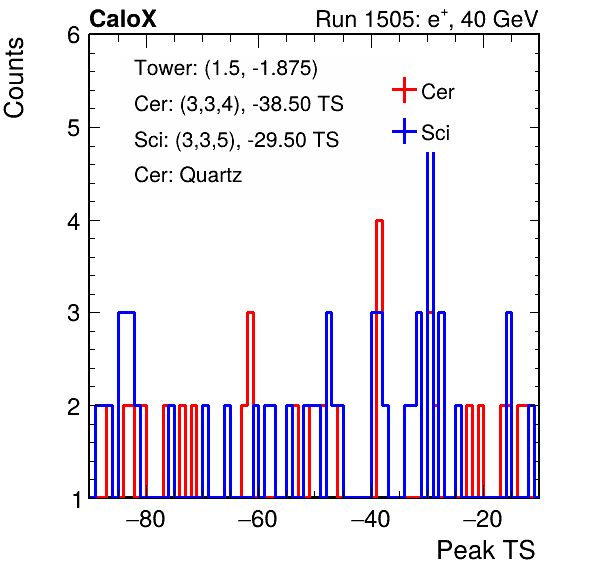 CaloX Run 1505: e+, 40 GeV
Counts
6
5
4
3
2
1
Tower: (1.5, -1.875)
Cer: (3,3,4), -38.50 TS
Sci: (3,3,5), -29.50 TS
Cer: Quartz
Cer
Sci
−80 −60 −40 −20
Peak TS